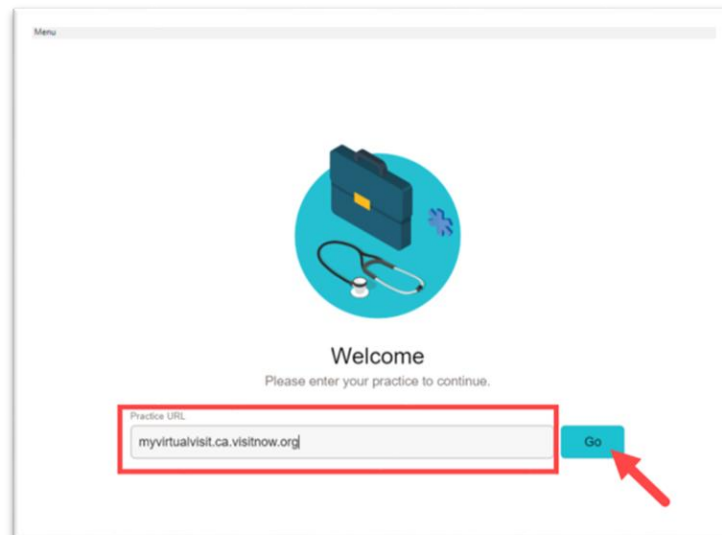 Menu
Welcome
Please enter your practice to continue.
Practice URL
myvirtualvisit.ca.visitnow.org
Go